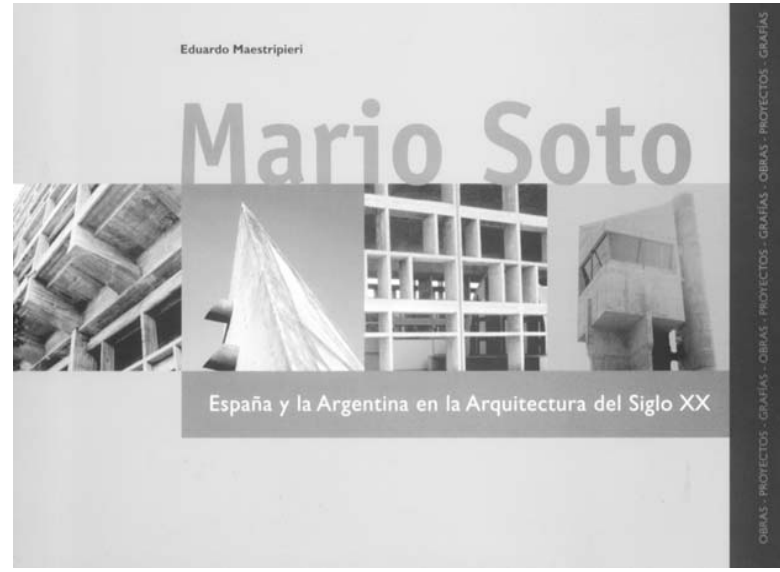 Eduardo Maestripieri
Mario Soto
España y la Argentina en la Arquitectura del Siglo XX
OBRAS - PROYECTOS - GRAFÍAS - OBRAS - PROYECTOS - GRAFÍAS - OBRAS - PROYECTOS - GRAFÍAS